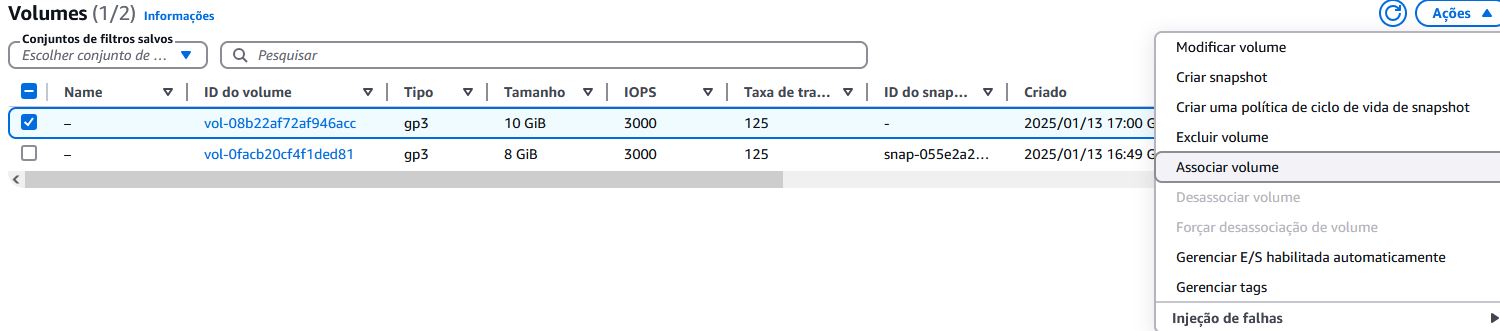 Volumes (1/2) Informações
Ações
Conjuntos de filtros salvos
Escolher conjunto de ...
Pesquisar
Name ID do volume Tipo Tamanho IOPS Taxa de tra... ID do snap... Criado
– vol-08b22af72af946acc gp3 10 GiB 3000 125 - 2025/01/13 17:00 G
– vol-0facb20cf4f1ded81 gp3 8 GiB 3000 125 snap-055e2a2... 2025/01/13 16:49 G
Modificar volume
Criar snapshot
Criar uma política de ciclo de vida de snapshot
Excluir volume
Associar volume
Desassociar volume
Forçar desassociação de volume
Gerenciar E/S habilitada automaticamente
Gerenciar tags
Injeção de falhas